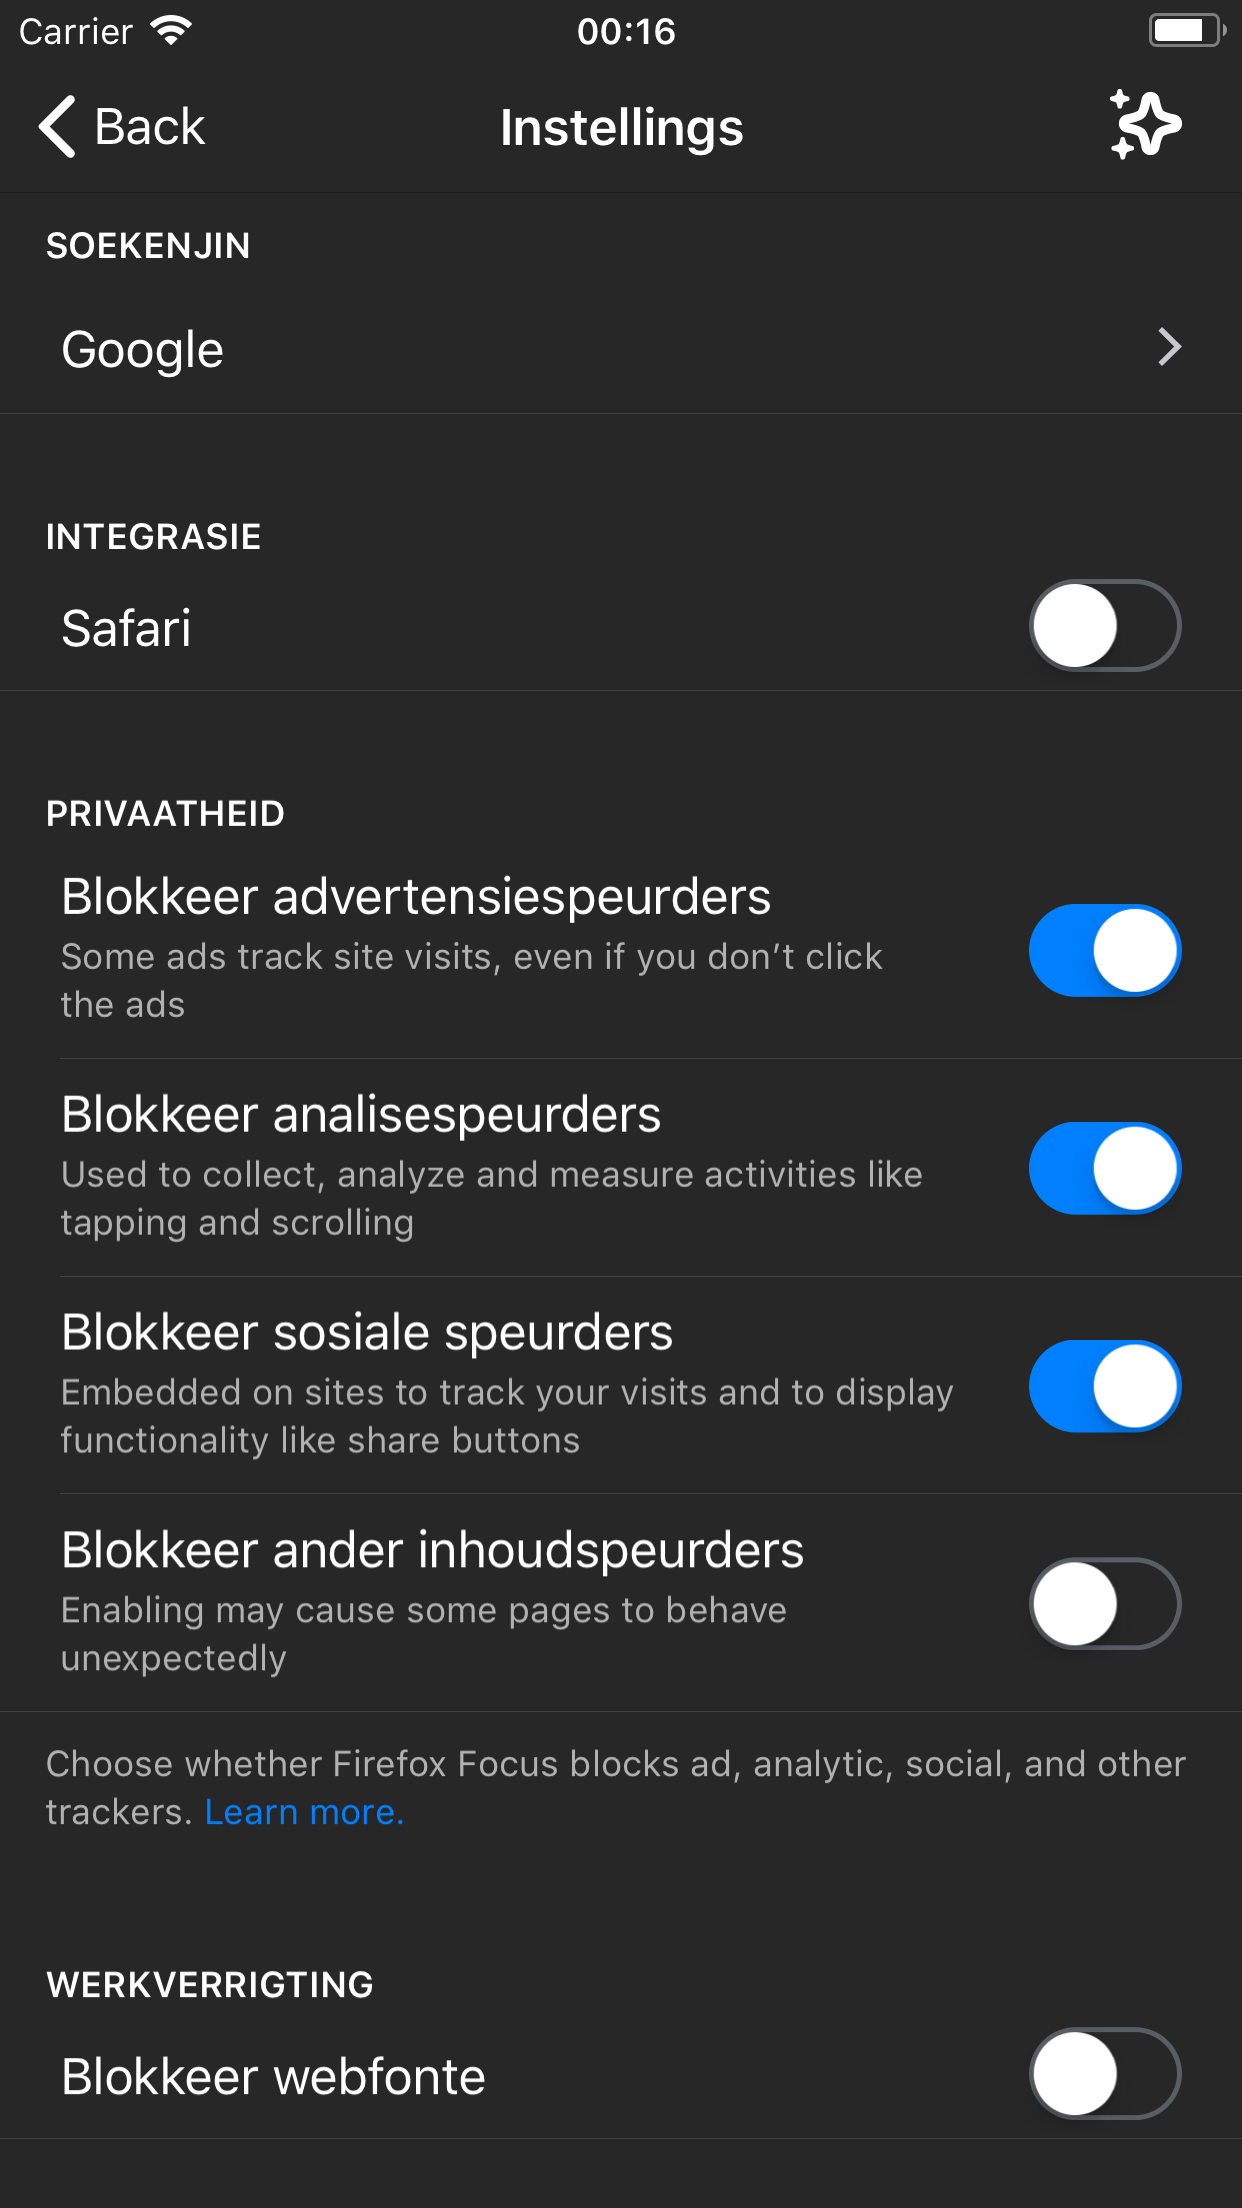 Carrier
00:16
Back
Instellings
SOEKENJIN
Google
INTEGRASIE
Safari
PRIVAATHEID
Blokkeer advertensiespeurders
Some ads track site visits, even if you don’t click
the ads
Blokkeer analisespeurders
Used to collect, analyze and measure activities like
tapping and scrolling
Blokkeer sosiale speurders
Embedded on sites to track your visits and to display
functionality like share buttons
Blokkeer ander inhoudspeurders
Enabling may cause some pages to behave
unexpectedly
Choose whether Firefox Focus blocks ad, analytic, social, and other
trackers. Learn more.
WERKVERRIGTING
Blokkeer webfonte